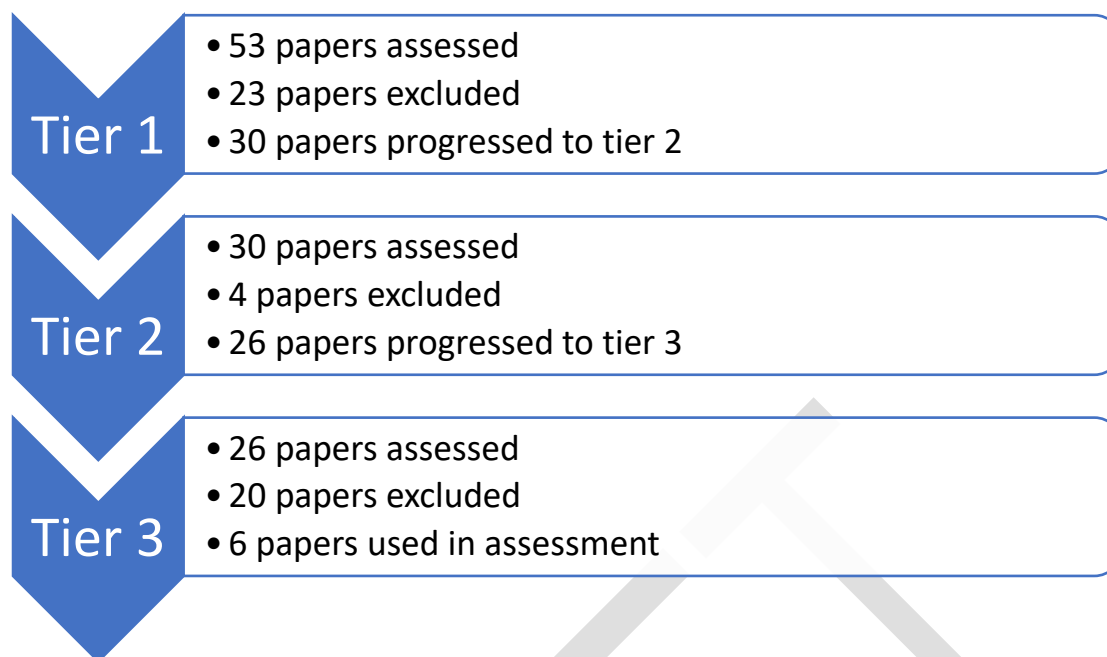 Tier 1
• 53 papers assessed
• 23 papers excluded
• 30 papers progressed to tier 2
Tier 2
• 30 papers assessed
• 4 papers excluded
• 26 papers progressed to tier 3
Tier 3
• 26 papers assessed
• 20 papers excluded
• 6 papers used in assessment